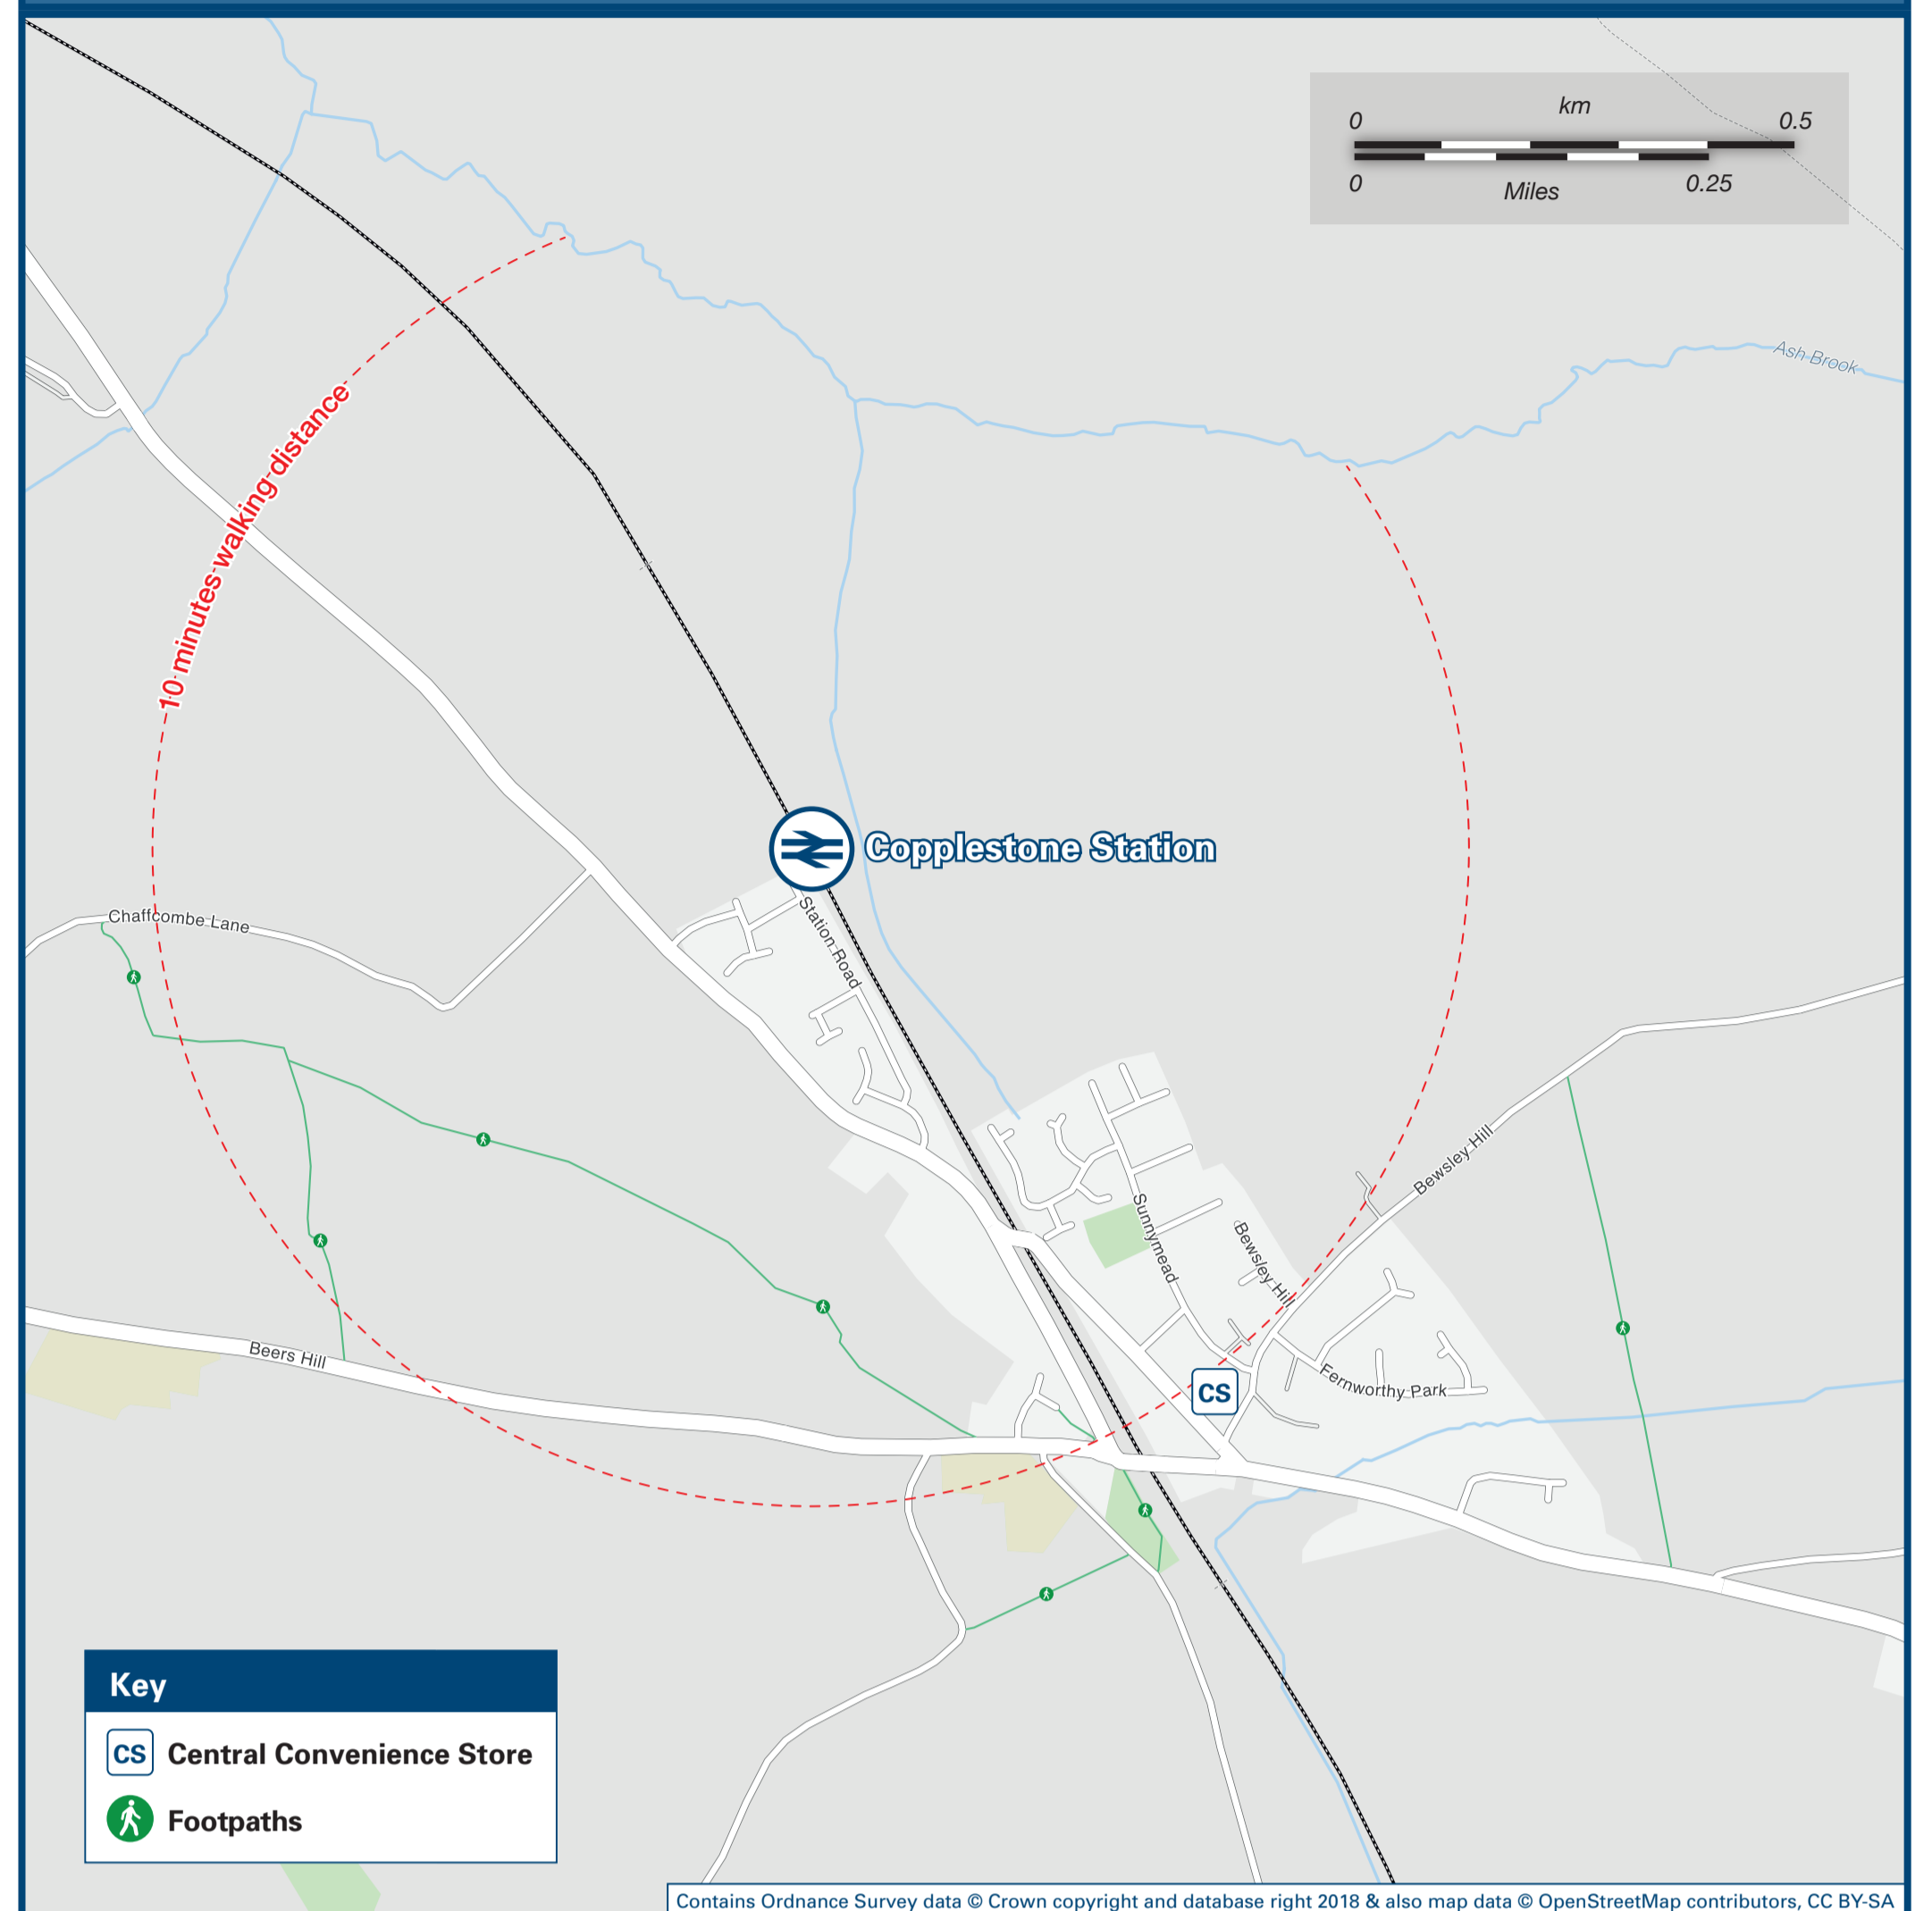 km
0
0.5
0
Miles
0.25
Ash Brook
10 minutes walking distance
Copplestone Station
Station Road
Chaffcombe Lane
Bewsley Hill
Sunnymead
Bewsley Hill
Beers Hill
CS
Fernworthy Park
Key
CS Central Convenience Store
Footpaths
Contains Ordnance Survey data © Crown copyright and database right 2018 & also map data © OpenStreetMap contributors, CC BY-SA